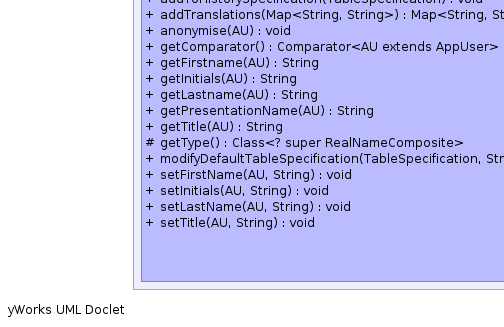 + addToHistorySpecification(TableSpecification) : void
+ addTranslations(Map<String, String>) : Map<String, St
+ anonymise(AU) : void
+ getComparator() : Comparator<AU extends AppUser>
+ getFirstname(AU) : String
+ getInitials(AU) : String
+ getLastname(AU) : String
+ getPresentationName(AU) : String
+ getTitle(AU) : String
# getType() : Class<? super RealNameComposite>
+ modifyDefaultTableSpecification(TableSpecification, Str
+ setFirstName(AU, String) : void
+ setInitials(AU, String) : void
+ setLastName(AU, String) : void
+ setTitle(AU, String) : void
yWorks UML Doclet